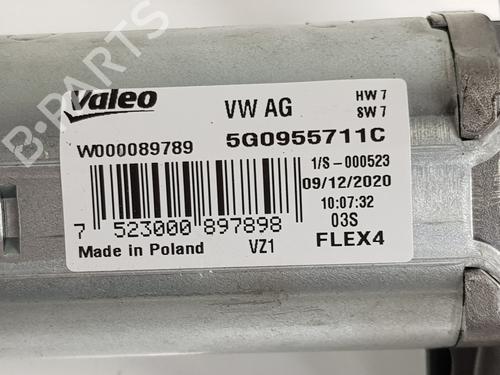 B-PARTS
Valeo
VW AG
HW 7
SW 7
W000089789
5G0955711C
1/S-000523
09/12/2020
10:07:32
7 523000 897898
03S
Made in Poland
VZ1
FLEX4